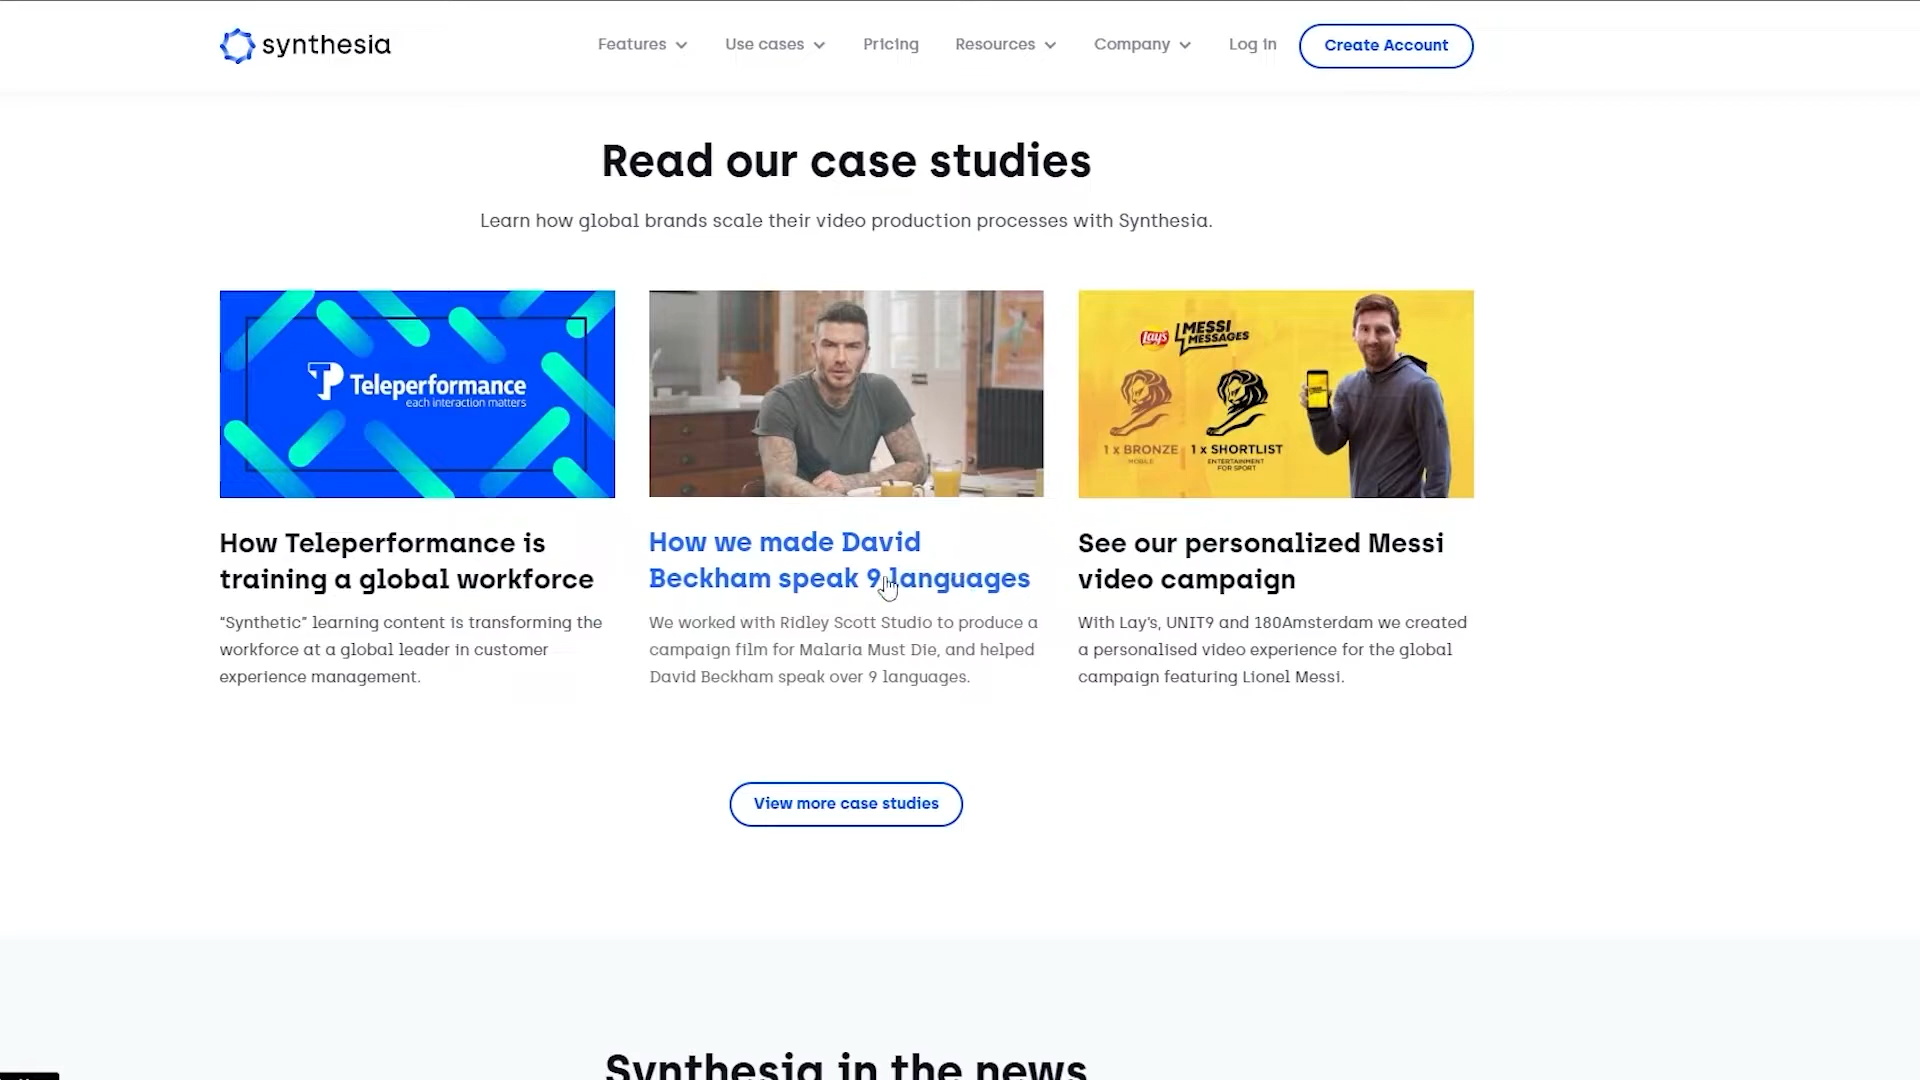 synthesia
Features
Use cases
Pricing
Resources
Company
Log in
Create Account
Read our case studies
Learn how global brands scale their video production processes with Synthesia.
Teleperformance
each interaction matters
Lay's
MESSI
MESSAGES
1 x BRONZE
MOBILE
1 x SHORTLIST
ENTERTAINMENT
FOR SPORT
How Teleperformance is
training a global workforce
“Synthetic” learning content is transforming the
workforce at a global leader in customer
experience management.
How we made David
Beckham speak 9 languages
We worked with Ridley Scott Studio to produce a
campaign film for Malaria Must Die, and helped
David Beckham speak over 9 languages.
See our personalized Messi
video campaign
With Lay’s, UNIT9 and 180Amsterdam we created
a personalised video experience for the global
campaign featuring Lionel Messi.
View more case studies
Synthesia in the news